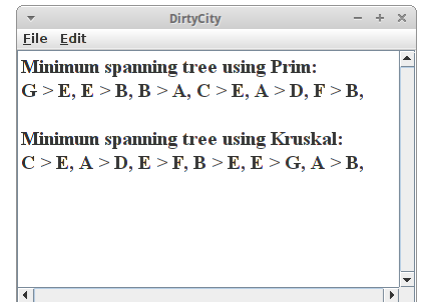 DirtyCity
File Edit
Minimum spanning tree using Prim:
G > E, E > B, B > A, C > E, A > D, F > B,
Minimum spanning tree using Kruskal:
C > E, A > D, E > F, B > E, E > G, A > B,